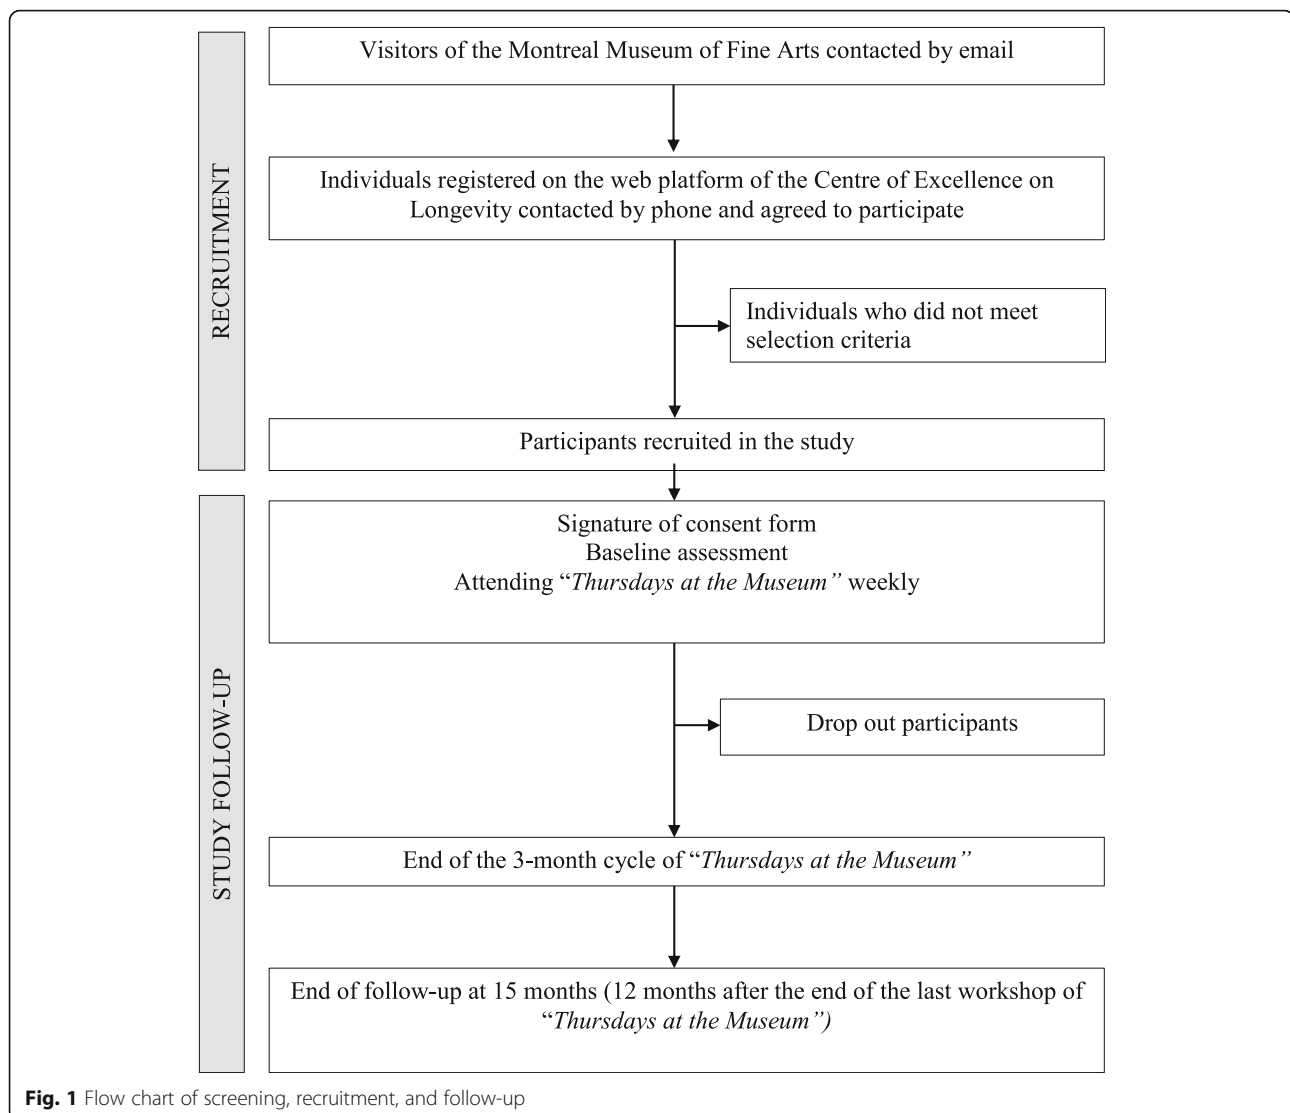 Visitors of the Montreal Museum of Fine Arts contacted by email
RECRUITMENT
Individuals registered on the web platform of the Centre of Excellence on
Longevity contacted by phone and agreed to participate
Individuals who did not meet
selection criteria
Participants recruited in the study
STUDY FOLLOW-UP
Signature of consent form
Baseline assessment
Attending “Thursdays at the Museum” weekly
Drop out participants
End of the 3-month cycle of “Thursdays at the Museum”
End of follow-up at 15 months (12 months after the end of the last workshop of
“Thursdays at the Museum”)
Fig. 1 Flow chart of screening, recruitment, and follow-up